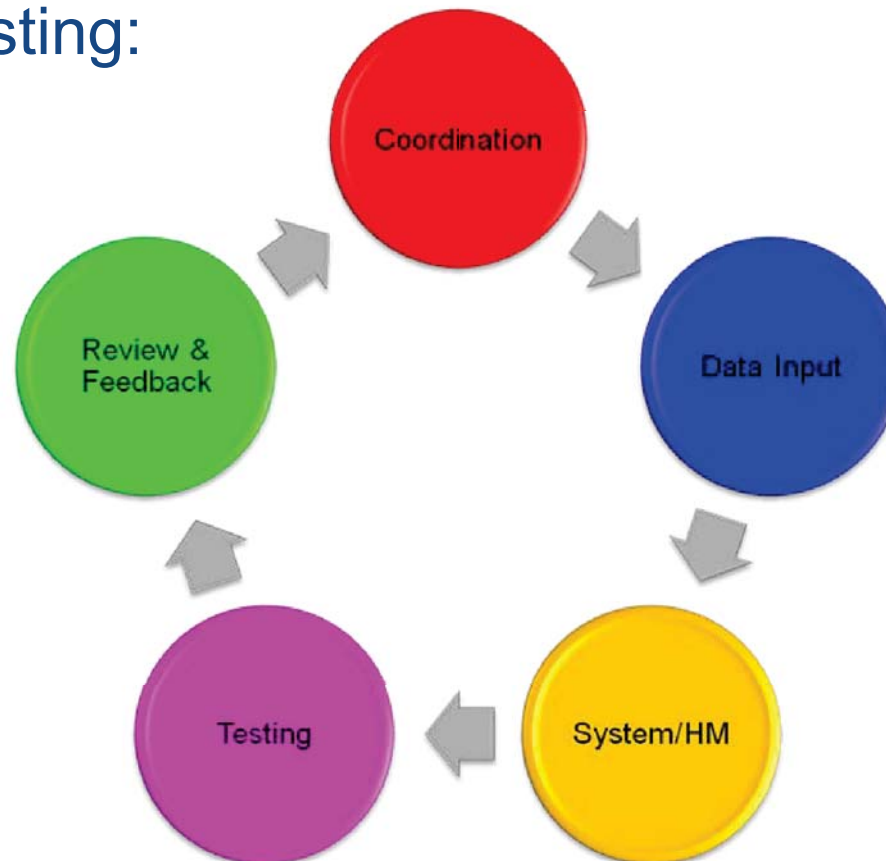 sting:
Coordination
Data Input
System/HM
Testing
Review &
Feedback